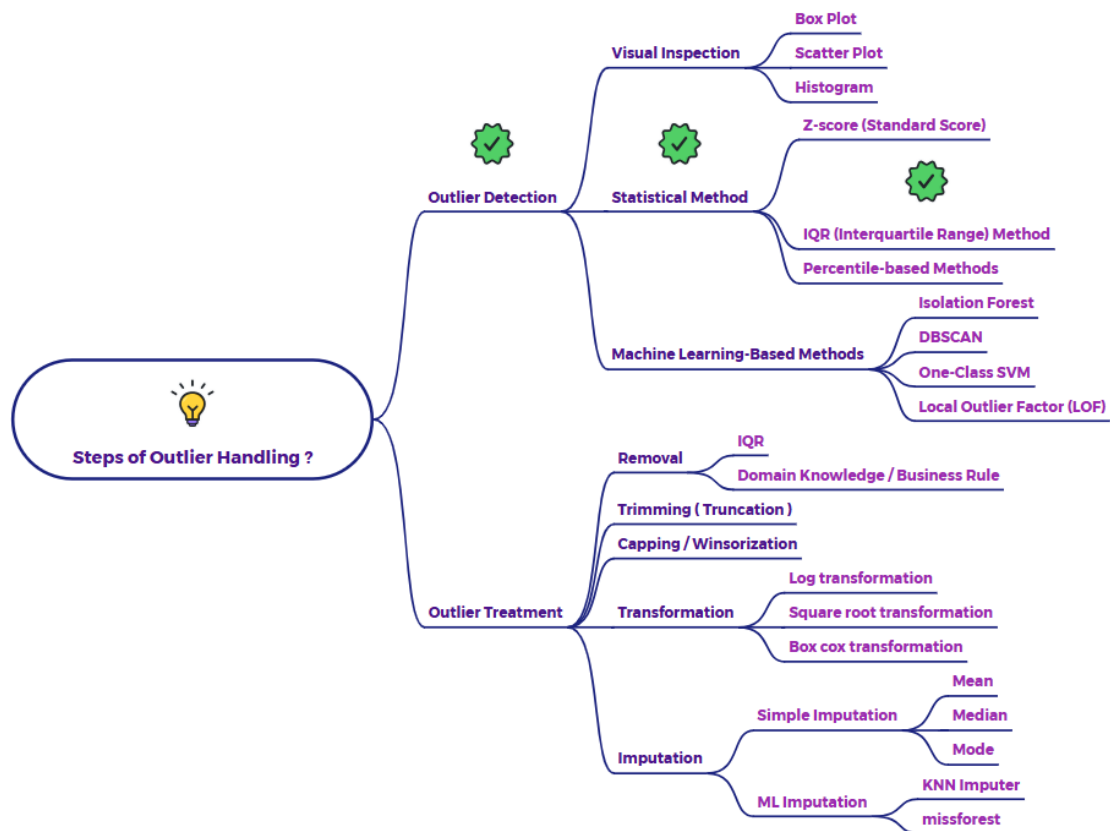 Box Plot
Visual Inspection
Scatter Plot
Histogram
Z-score (Standard Score)
Outlier Detection
Statistical Method
IQR (Interquartile Range) Method
Percentile-based Methods
Isolation Forest
Machine Learning-Based Methods
DBSCAN
One-Class SVM
Local Outlier Factor (LOF)
Steps of Outlier Handling ?
Removal
IQR
Domain Knowledge / Business Rule
Trimming ( Truncation )
Capping / Winsorization
Outlier Treatment
Transformation
Log transformation
Square root transformation
Box cox transformation
Imputation
Simple Imputation
Mean
Median
Mode
ML Imputation
KNN Imputer
missforest